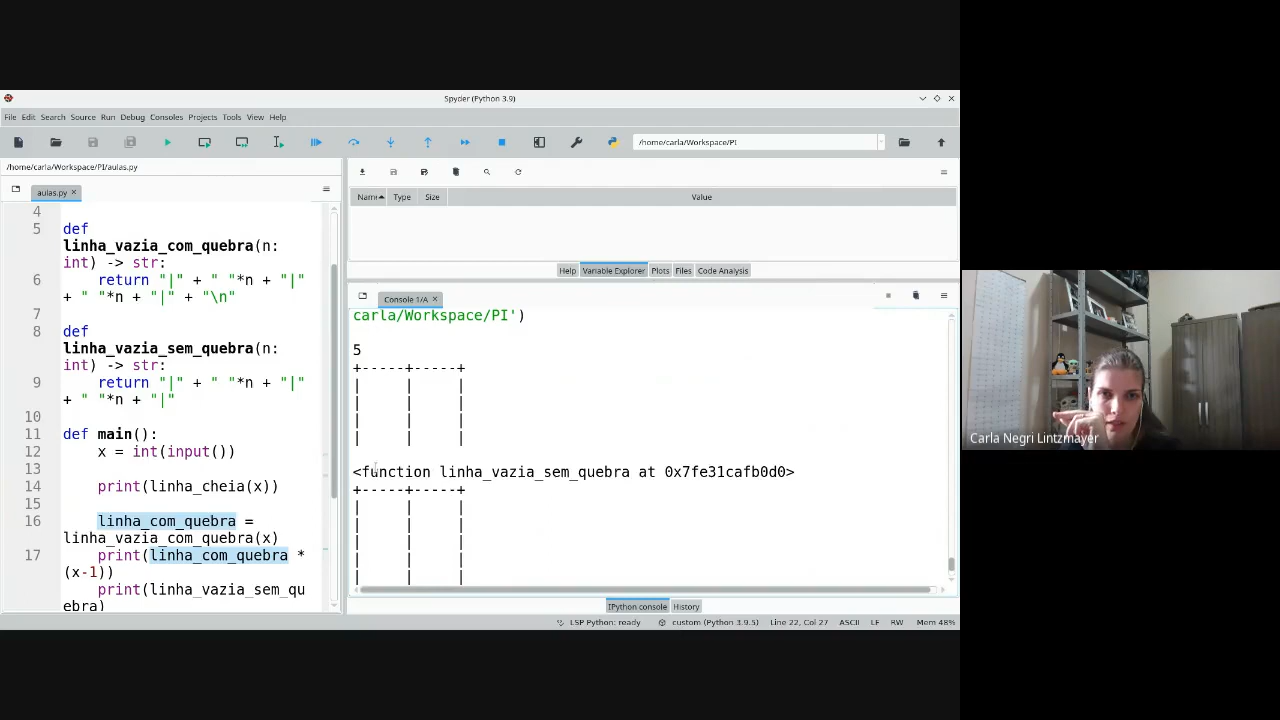 Spyder (Python 3.9)
File Edit Search Source Run Debug Consoles Projects Tools View Help
/home/carla/Workspace/PI
/home/carla/Workspace/PI/aulas.py
aulas.py
4
5 def
linha_vazia_com_quebra(n:
int) -> str:
6     return "|" + " "*n + "|"
+ " "*n + "|" + "\n"
7
8 def
linha_vazia_sem_quebra(n:
int) -> str:
9     return "|" + " "*n + "|"
+ " "*n + "|"
10
11 def main():
12     x = int(input())
13
14     print(linha_cheia(x))
15
16     linha_com_quebra =
linha_vazia_com_quebra(x)
17     print(linha_com_quebra *
(x-1))
    print(linha_vazia_sem_qu
ebra)
Name Type Size Value
Help Variable Explorer Plots Files Code Analysis
Console 1/A
carla/Workspace/PI')
5
+-----+-----+
|     |     |
|     |     |
|     |     |
|     |     |
<function linha_vazia_sem_quebra at 0x7fe31cafb0d0>
+-----+-----+
|     |     |
|     |     |
|     |     |
|     |     |
|     |     |
IPython console History
LSP Python: ready custom (Python 3.9.5) Line 22, Col 27 ASCII LF RW Mem 48%
Carla Negri Lintzmayer